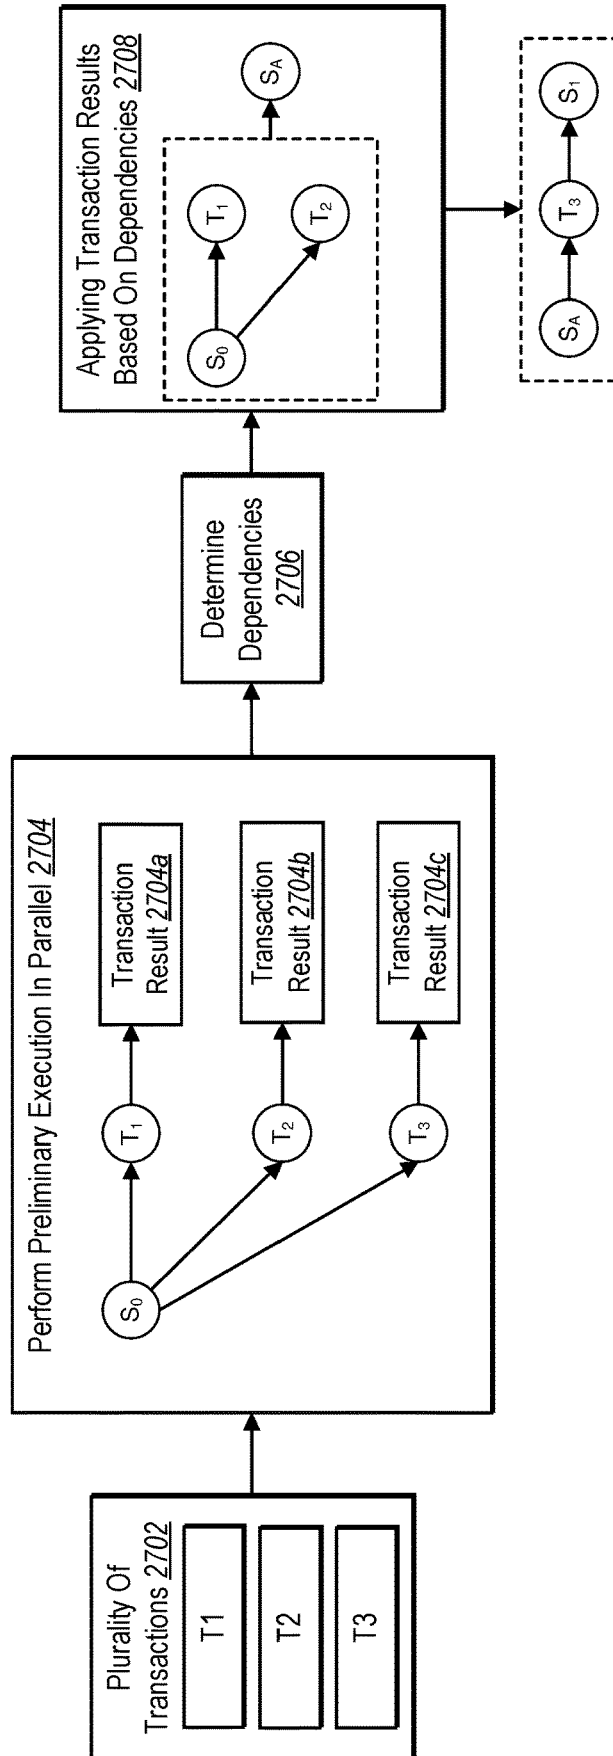 Plurality Of
Transactions 2702
T1
T2
T3
Perform Preliminary Execution In Parallel 2704
S0
T1
T2
T3
Transaction
Result 2704a
Transaction
Result 2704b
Transaction
Result 2704c
Determine
Dependencies
2706
Applying Transaction Results
Based On Dependencies 2708
S0
T1
T2
SA
SA
T3
S1